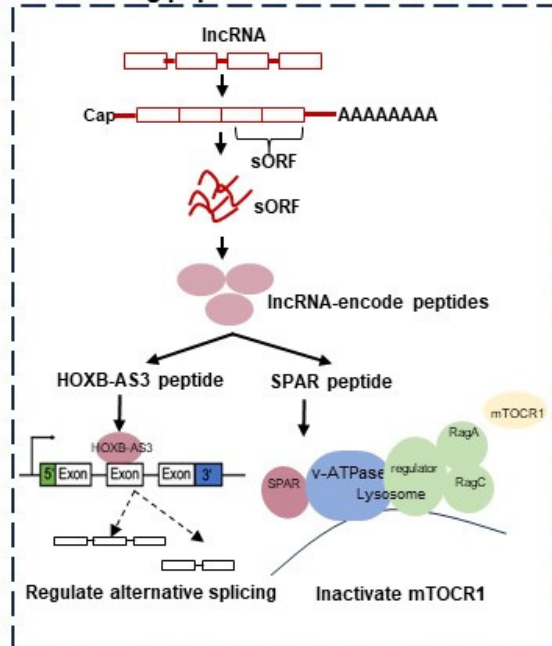 lncRNA
Cap
AAAAAAAA
sORF
sORF
lncRNA-encode peptides
HOXB-AS3 peptide
SPAR peptide
mTOCR1
HOXB-AS3
RagA
5' Exon Exon Exon 3'
SPAR
v-ATPase
regulator
RagC
Lysosome
Regulate alternative splicing
Inactivate mTOCR1